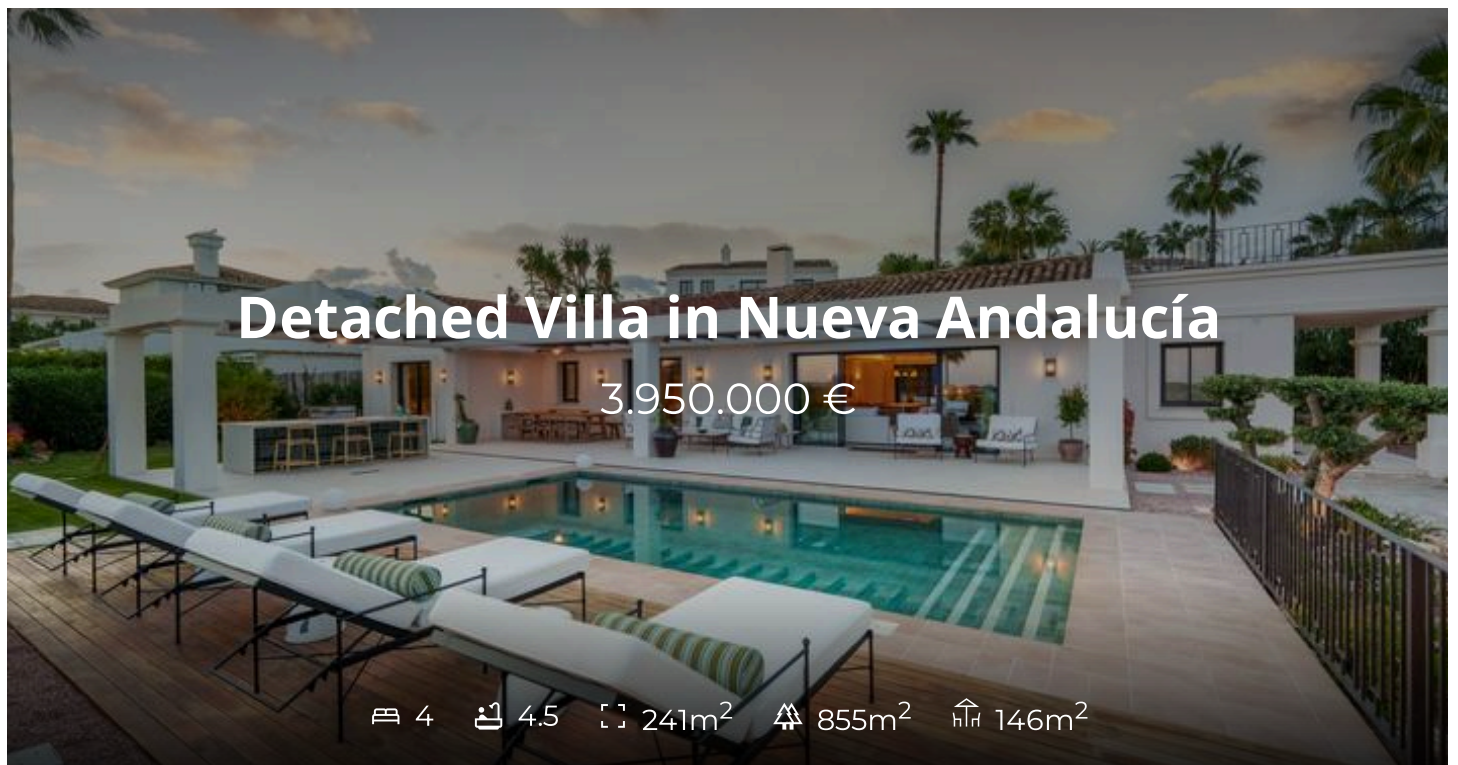 Detached Villa in Nueva Andalucía
3.950.000 €
4 4.5 241m² 855m² 146m²